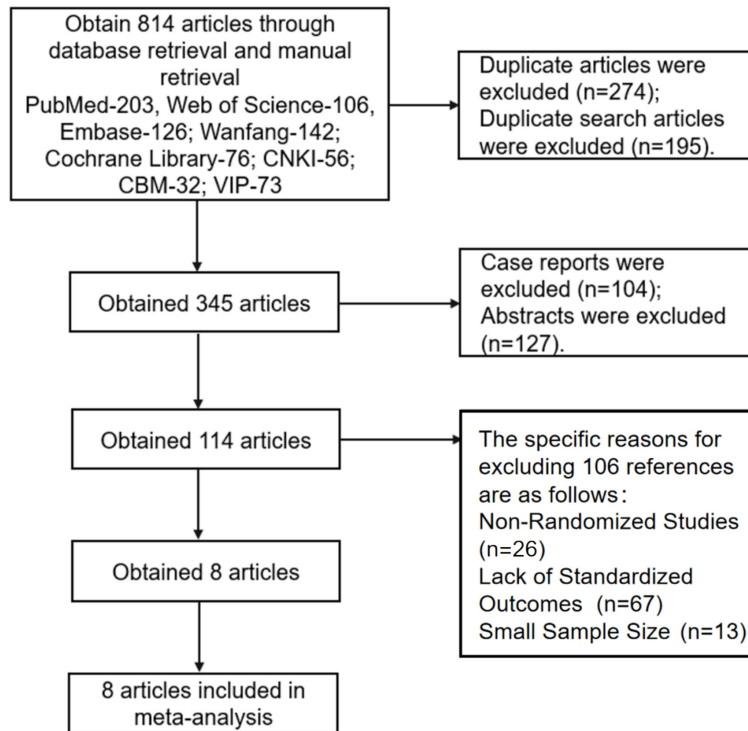 Obtain 814 articles through
database retrieval and manual
retrieval
PubMed-203, Web of Science-106,
Embase-126; Wanfang-142;
Cochrane Library-76; CNKI-56;
CBM-32; VIP-73
Duplicate articles were
excluded (n=274);
Duplicate search articles
were excluded (n=195).
Obtained 345 articles
Case reports were
excluded (n=104);
Abstracts were excluded
(n=127).
Obtained 114 articles
The specific reasons for
excluding 106 references
are as follows:
Non-Randomized Studies
(n=26)
Lack of Standardized
Outcomes (n=67)
Small Sample Size (n=13)
Obtained 8 articles
8 articles included in
meta-analysis